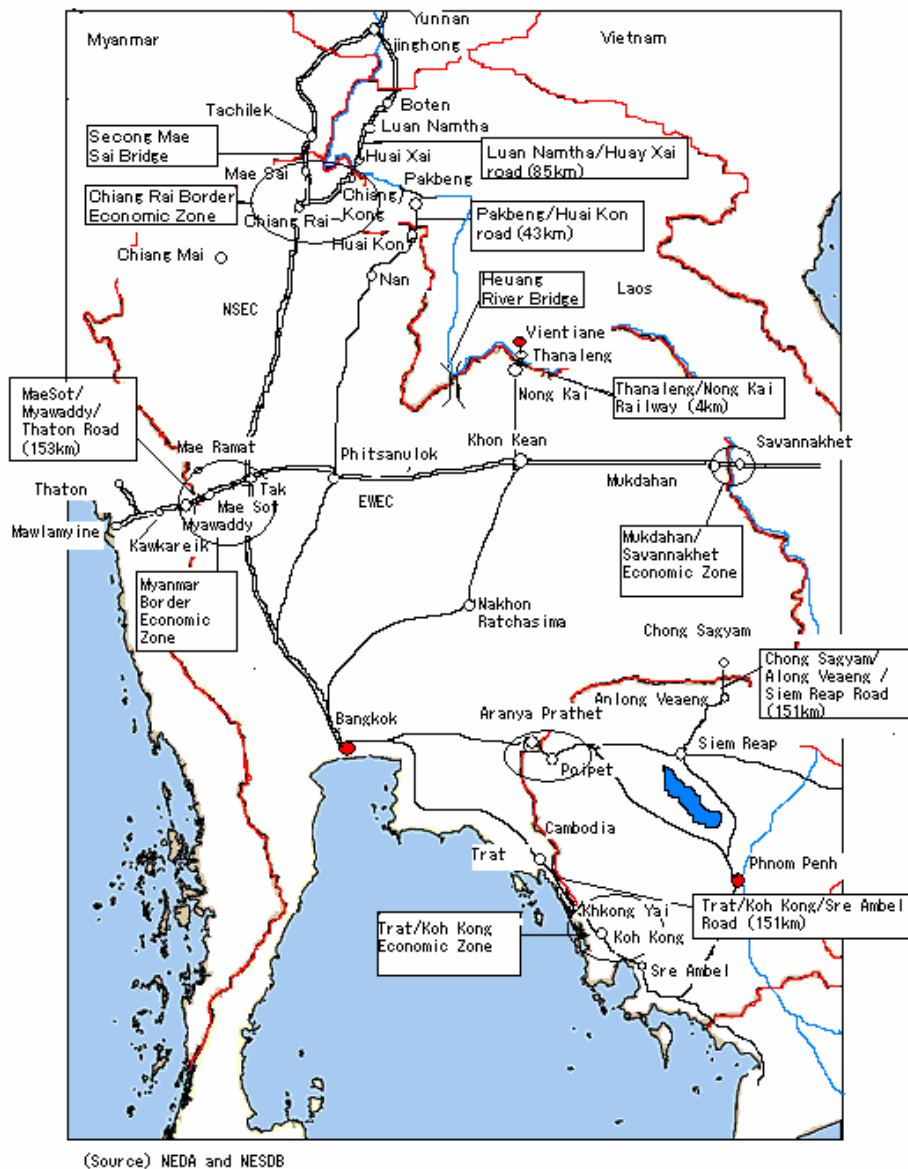 Yunnan
Myanmar
jinghong
Vietnam
Boten
Tachilek
Luan Namtha
Secong Mae
Sai Bridge
Huai Xai
Luan Namtha/Huay Xai
road (85km)
Mae Sai
Pakbeng
Chiang Rai Border
Economic Zone
Chiang
Kong
Chiang Rai
Pakbeng/Huai Kon
road (43km)
Huai Kon
Chiang Mai
Nan
Heuang
River Bridge
Laos
NSEC
Vientiane
Thanaleng
MaeSot/
Myawaddy/
Thaton Road
(153km)
Nong Kai
Thanaleng/Nong Kai
Railway (4km)
Mae Ramat
Phitsanulok
Khon Kean
Savannakhet
Thaton
Tak
Mukdahan
Mae Sot
EWEC
Mawlamyine
Myawaddy
Kawkareik
Mukdahan/
Savannakhet
Economic Zone
Myanmar
Border
Economic
Zone
Nakhon
Ratchasima
Chong Sagyam
Chong Sagyam/
Along Veaeng /
Siem Reap Road
(151km)
Anlong Veaeng
Bangkok
Aranya Prathet
Siem Reap
Poipet
Cambodia
Trat
Phnom Penh
Khkong Yai
Trat/Koh Kong/Sre Ambel
Road (151km)
Trat/Koh Kong
Economic Zone
Koh Kong
Sre Ambel
(Source) NEDA and NESDB